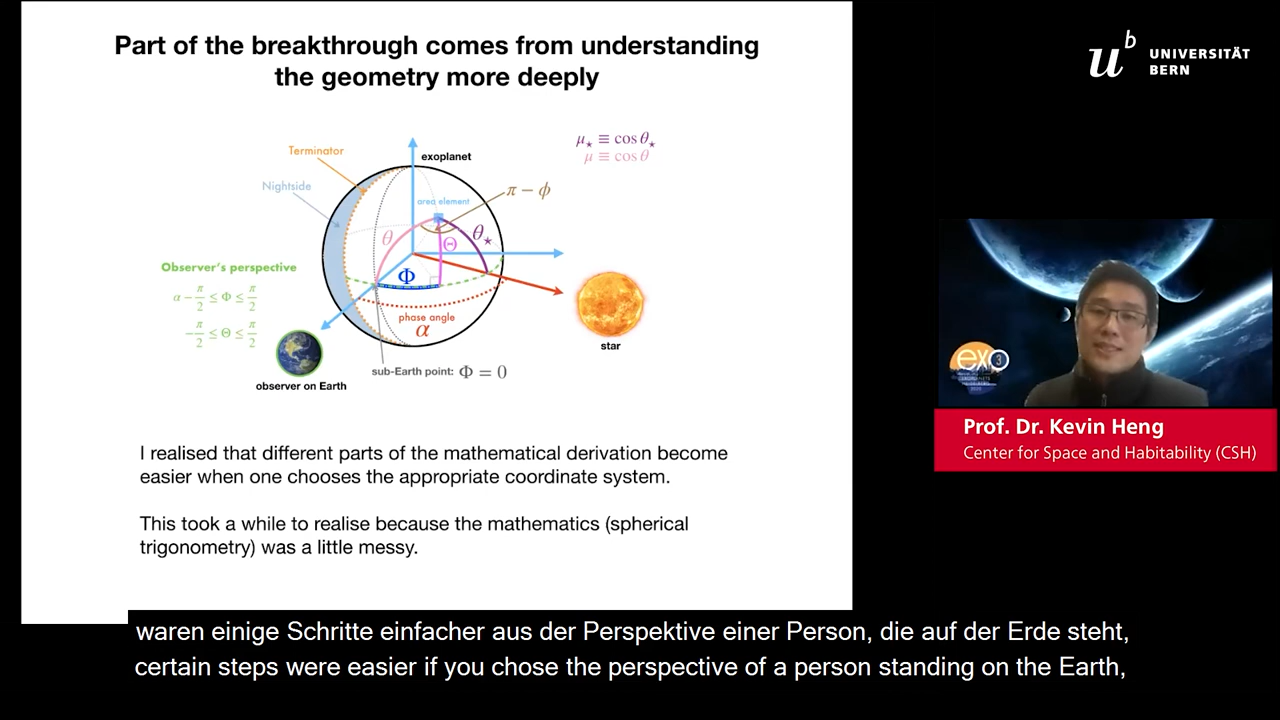 Part of the breakthrough comes from understanding
the geometry more deeply
μ⋆ ≡ cos θ⋆
μ ≡ cos θ
Terminator
exoplanet
Nightside
π − ϕ
area element
θ
Θ
θ⋆
Observer's perspective
Φ
α − π/2 ≤ Φ ≤ π/2
−π/2 ≤ Θ ≤ π/2
phase angle
α
star
sub-Earth point: Φ = 0
observer on Earth
I realised that different parts of the mathematical derivation become
easier when one chooses the appropriate coordinate system.
This took a while to realise because the mathematics (spherical
trigonometry) was a little messy.
u^b UNIVERSITÄT
BERN
exo3
Prof. Dr. Kevin Heng
Center for Space and Habitability (CSH)
waren einige Schritte einfacher aus der Perspektive einer Person, die auf der Erde steht,
certain steps were easier if you chose the perspective of a person standing on the Earth,